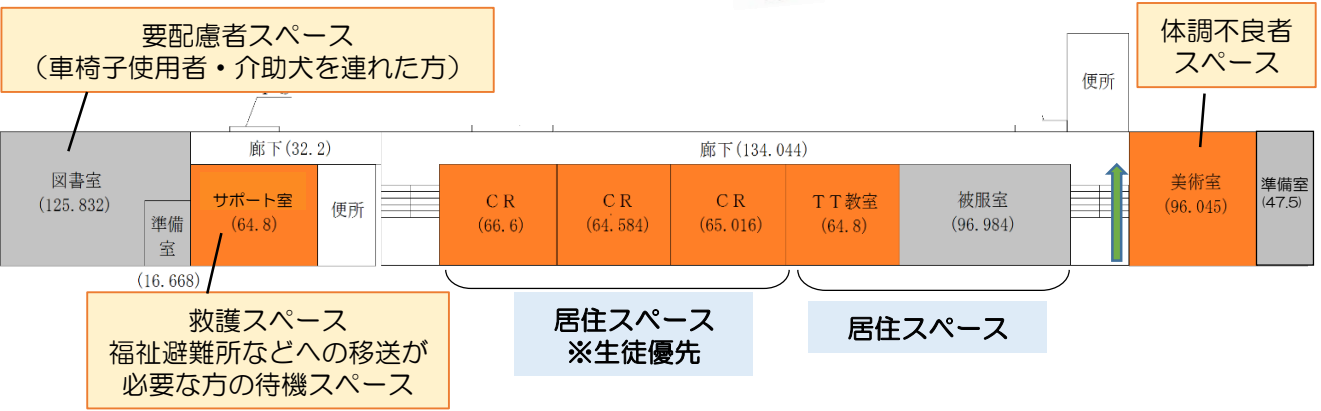 要配慮者スペース
（車椅子使用者・介助犬を連れた方）
体調不良者
スペース
便所
廊下(32.2)
廊下(134.044)
図書室
(125.832)
準備
室
(16.668)
サポート室
(64.8)
便所
ＣＲ
(66.6)
ＣＲ
(64.584)
ＣＲ
(65.016)
ＴＴ教室
(64.8)
被服室
(96.984)
美術室
(96.045)
準備室
(47.5)
救護スペース
福祉避難所などへの移送が
必要な方の待機スペース
居住スペース
※生徒優先
居住スペース